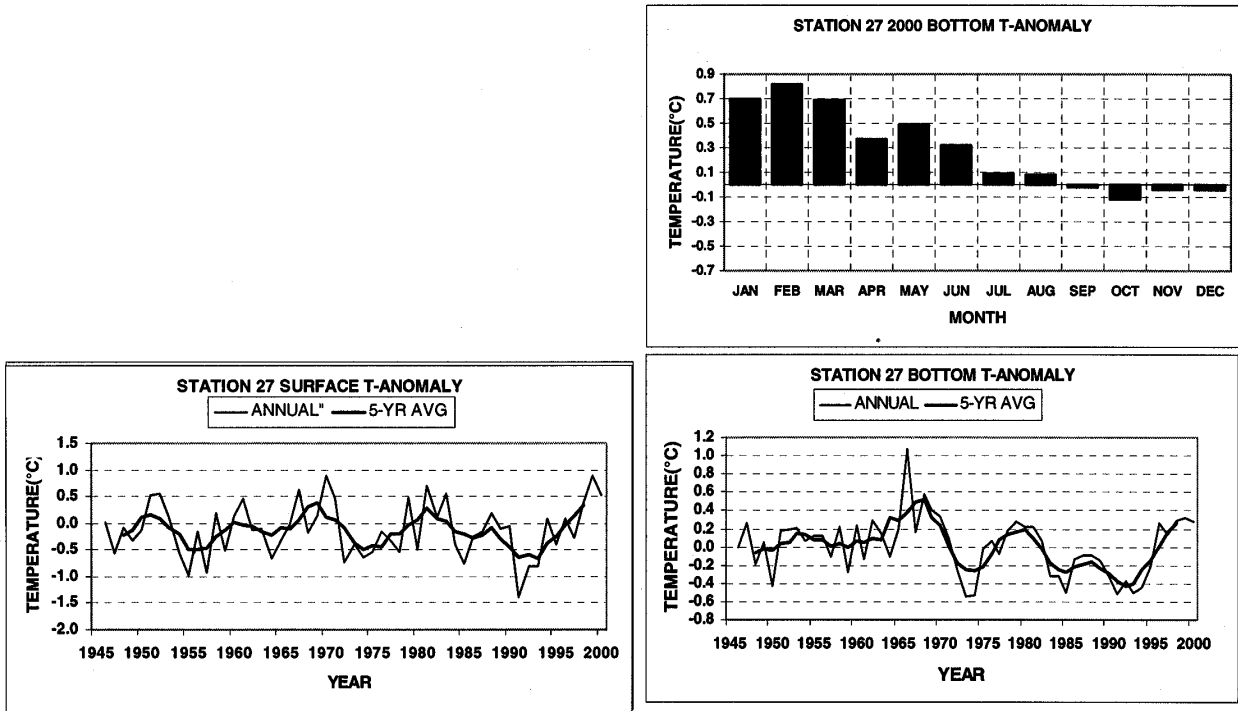 STATION 27 2000 BOTTOM T-ANOMALY
TEMPERATURE(°C)
0.9
0.7
0.5
0.3
0.1
-0.1
-0.3
-0.5
-0.7
JAN FEB MAR APR MAY JUN JUL AUG SEP OCT NOV DEC
MONTH
STATION 27 SURFACE T-ANOMALY
ANNUAL" 5-YR AVG
TEMPERATURE(°C)
1.5
1.0
0.5
0.0
-0.5
-1.0
-1.5
-2.0
1945 1950 1955 1960 1965 1970 1975 1980 1985 1990 1995 2000
YEAR
STATION 27 BOTTOM T-ANOMALY
ANNUAL 5-YR AVG
TEMPERATURE(°C)
1.2
1.0
0.8
0.6
0.4
0.2
0.0
-0.2
-0.4
-0.6
-0.8
1945 1950 1955 1960 1965 1970 1975 1980 1985 1990 1995 2000
YEAR